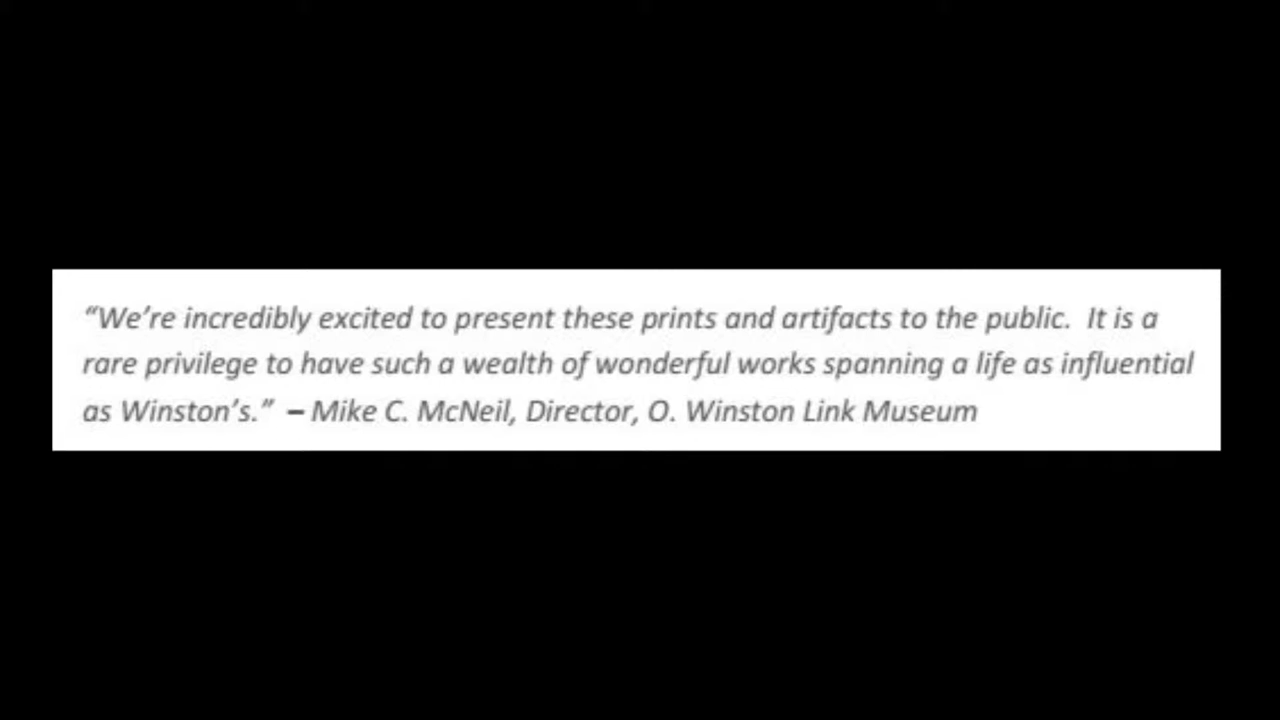 “We’re incredibly excited to present these prints and artifacts to the public.  It is a
rare privilege to have such a wealth of wonderful works spanning a life as influential
as Winston’s.”  – Mike C. McNeil, Director, O. Winston Link Museum